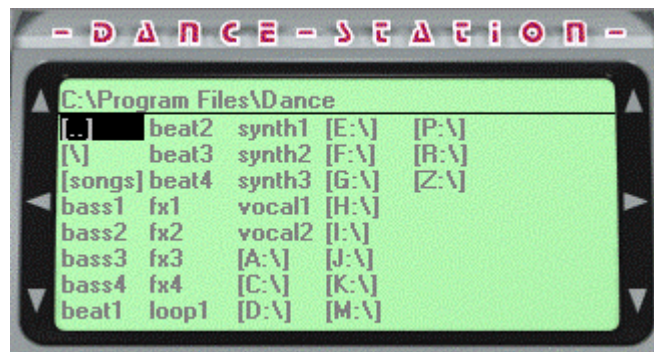 - DANCE - STATION -
C:\Program Files\Dance
[..] beat2 synth1 [E:\] [P:\]
[\] beat3 synth2 [F:\] [R:\]
[songs] beat4 synth3 [G:\] [Z:\]
bass1 fx1 vocal1 [H:\]
bass2 fx2 vocal2 [I:\]
bass3 fx3 [A:\] [J:\]
bass4 fx4 [C:\] [K:\]
beat1 loop1 [D:\] [M:\]